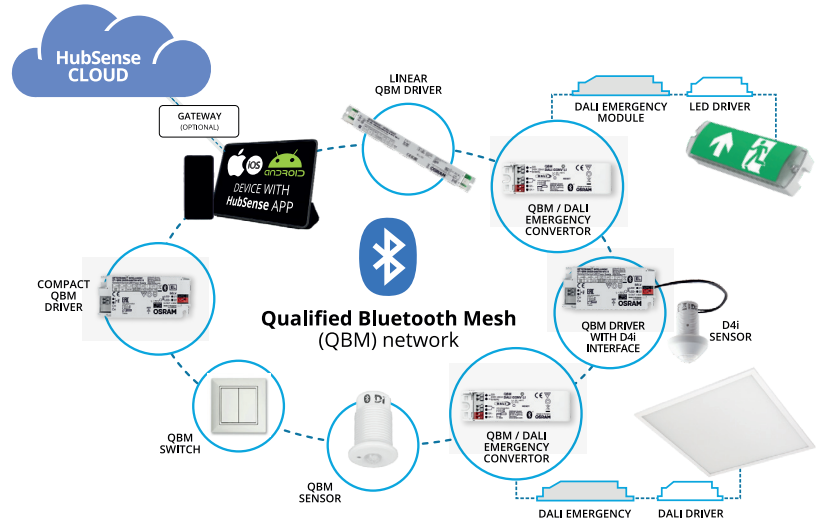 HubSense
CLOUD
GATEWAY
(OPTIONAL)
iOS
ANDROID
DEVICE WITH
HubSense APP
LINEAR
QBM DRIVER
OSRAM
DALI EMERGENCY
MODULE
LED DRIVER
QBM
OSRAM
QBM / DALI
EMERGENCY
CONVERTOR
COMPACT
QBM
DRIVER
OSRAM
Qualified Bluetooth Mesh
(QBM) network
OSRAM
QBM DRIVER
WITH D4i
INTERFACE
D4i
SENSOR
QBM
SWITCH
QBM
SENSOR
QBM
OSRAM
QBM / DALI
EMERGENCY
CONVERTOR
DALI EMERGENCY
DALI DRIVER